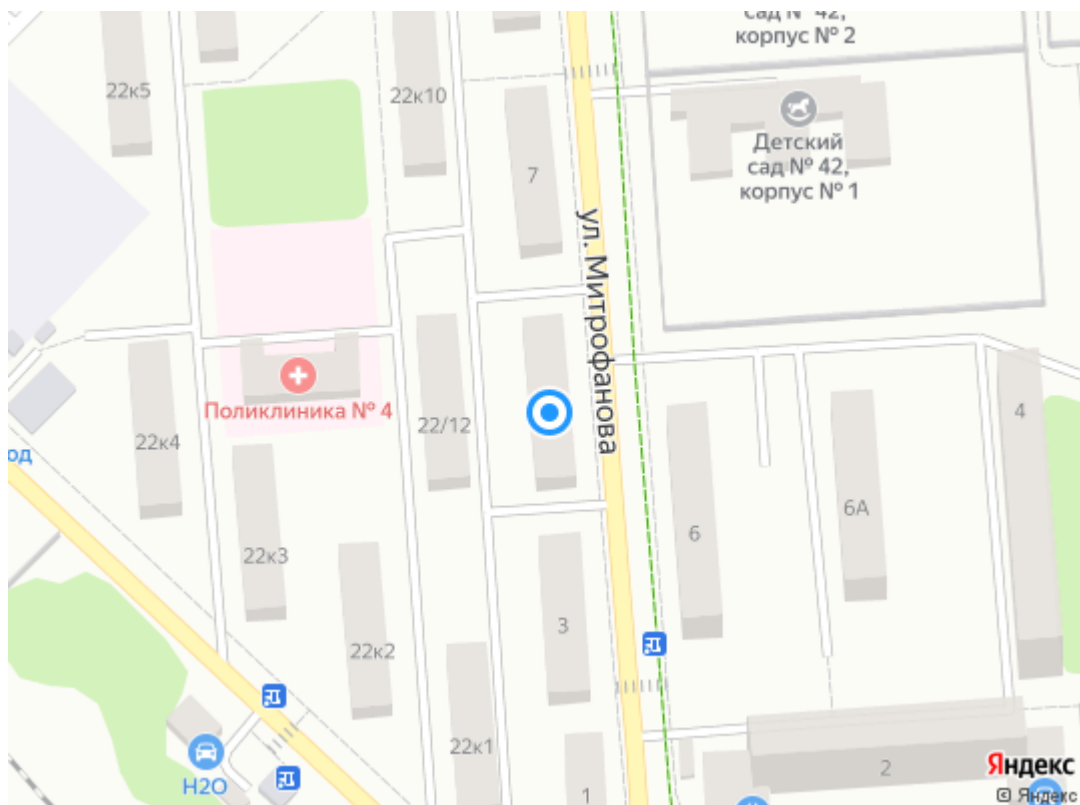 сад № 42,
корпус № 2
22к5
22к10
Детский
сад № 42,
корпус № 1
7
ул. Митрофанова
Поликлиника № 4
22/12
22к4
од
4
6А
6
22к3
3
22к2
22к1
Н2О
1
2
Яндекс
© Яндекс